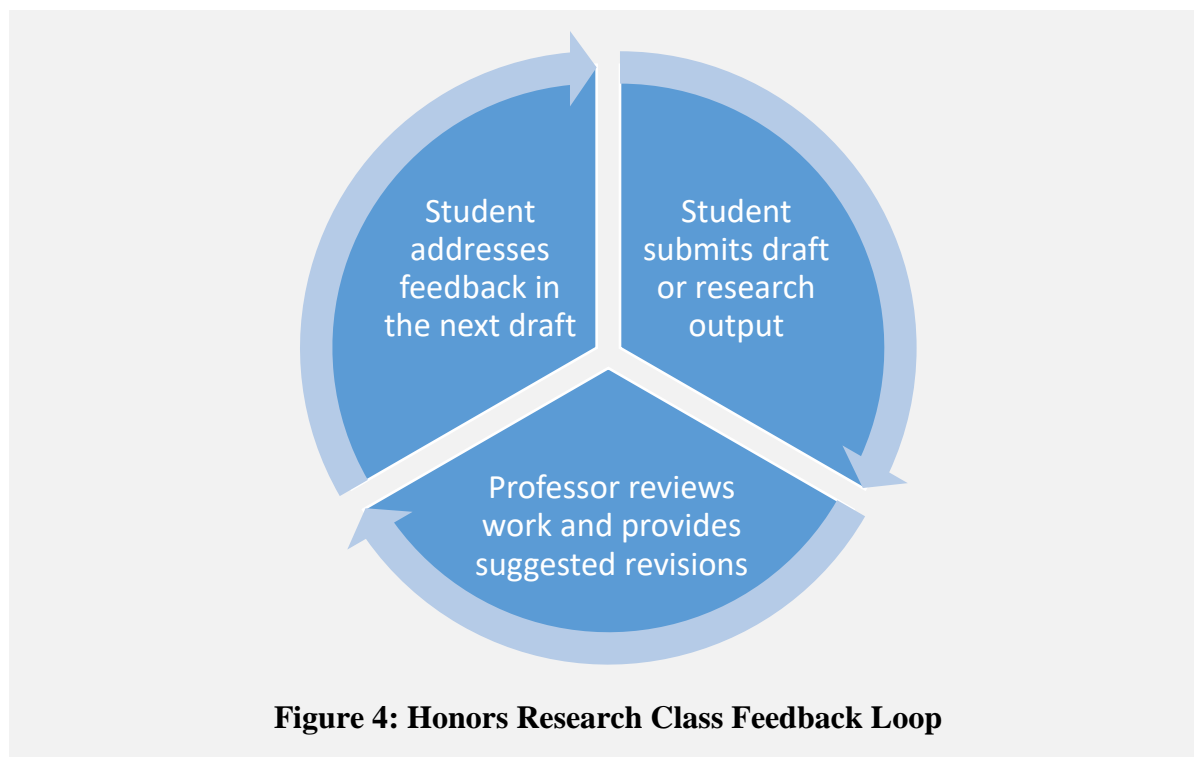 Student
addresses
feedback in
the next draft
Student
submits draft
or research
output
Professor reviews
work and provides
suggested revisions
Figure 4: Honors Research Class Feedback Loop